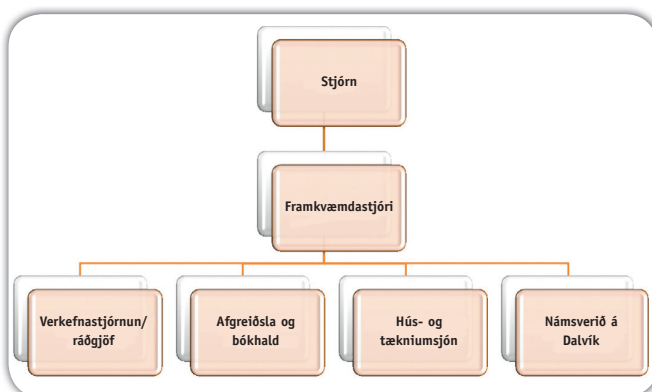 Stjórn
Framkvæmdastjóri
Verkefnastjórnun/
ráðgjöf
Afgreiðsla og
bókhald
Hús- og
tækniumsjón
Námsverið á
Dalvík